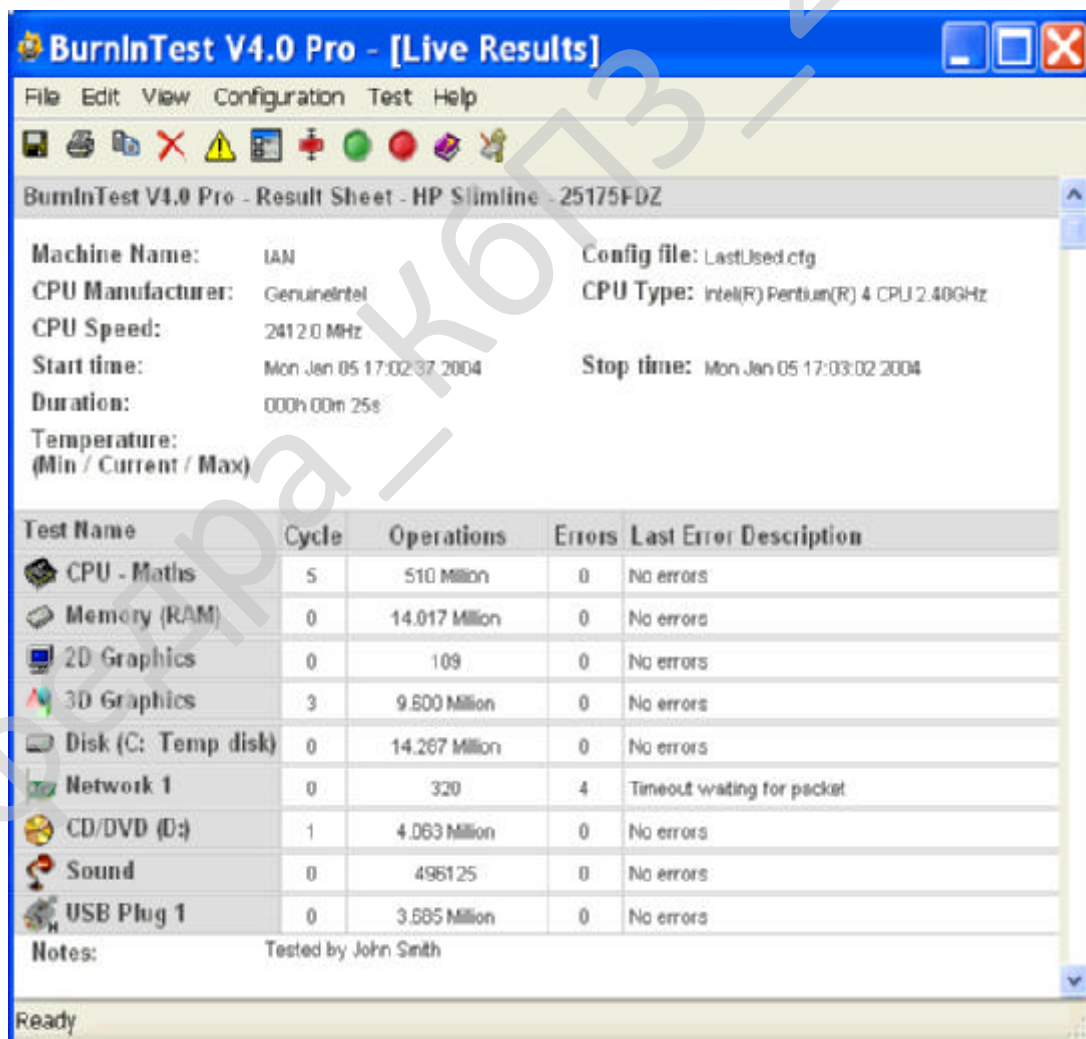 BurnInTest V4.0 Pro - [Live Results]
File Edit View Configuration Test Help
BurnInTest V4.0 Pro - Result Sheet - HP Slimline - 25175FDZ
Machine Name: IAN Config file: LastUsed.cfg
CPU Manufacturer: GenuineIntel CPU Type: Intel(R) Pentium(R) 4 CPU 2.40GHz
CPU Speed: 2412.0 MHz
Start time: Mon Jan 05 17:02:37 2004 Stop time: Mon Jan 05 17:03:02 2004
Duration: 000h 00m 25s
Temperature:
(Min / Current / Max)
Test Name Cycle Operations Errors Last Error Description
CPU - Maths 5 510 Million 0 No errors
Memory (RAM) 0 14.017 Million 0 No errors
2D Graphics 0 109 0 No errors
3D Graphics 3 9.600 Million 0 No errors
Disk (C: Temp disk) 0 14.267 Million 0 No errors
Network 1 0 320 4 Timeout waiting for packet
CD/DVD (D:) 1 4.063 Million 0 No errors
Sound 0 496125 0 No errors
USB Plug 1 0 3.685 Million 0 No errors
Notes: Tested by John Smith
Ready